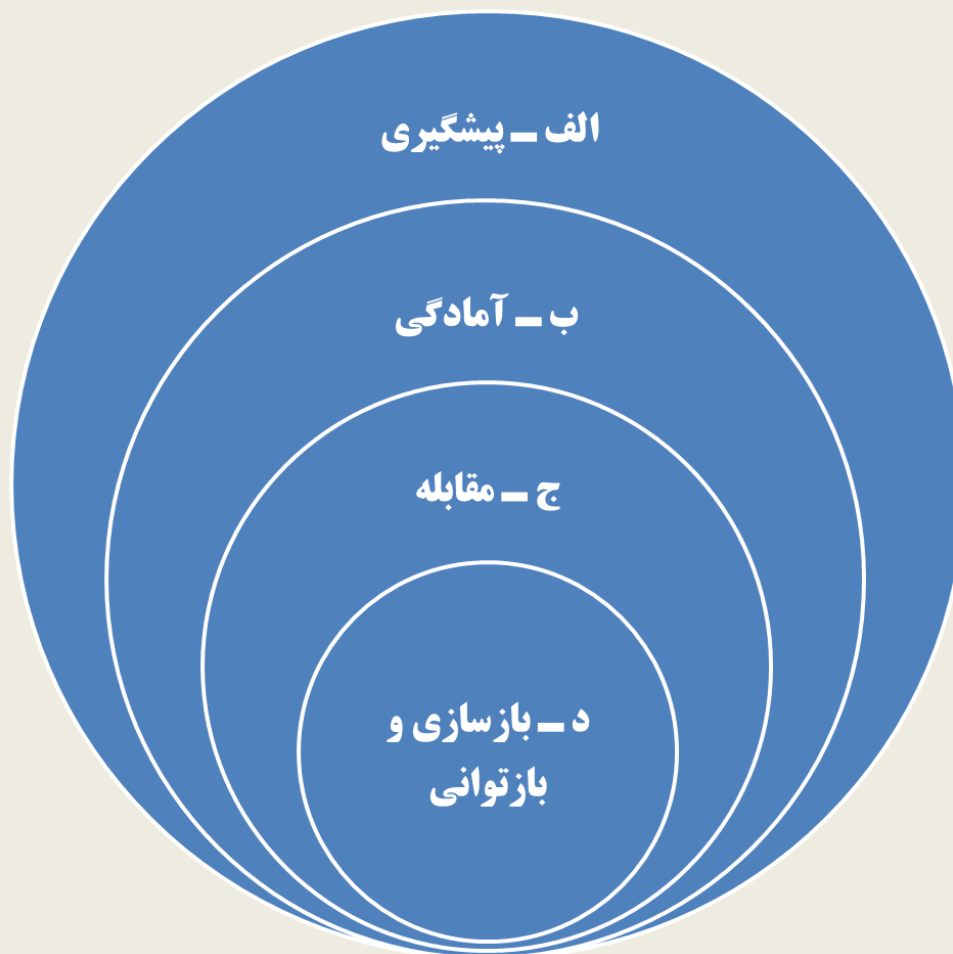 الف ـ پیشگیری
ب ـ آمادگی
ج ـ مقابله
د ـ بازسازی و
بازتوانی